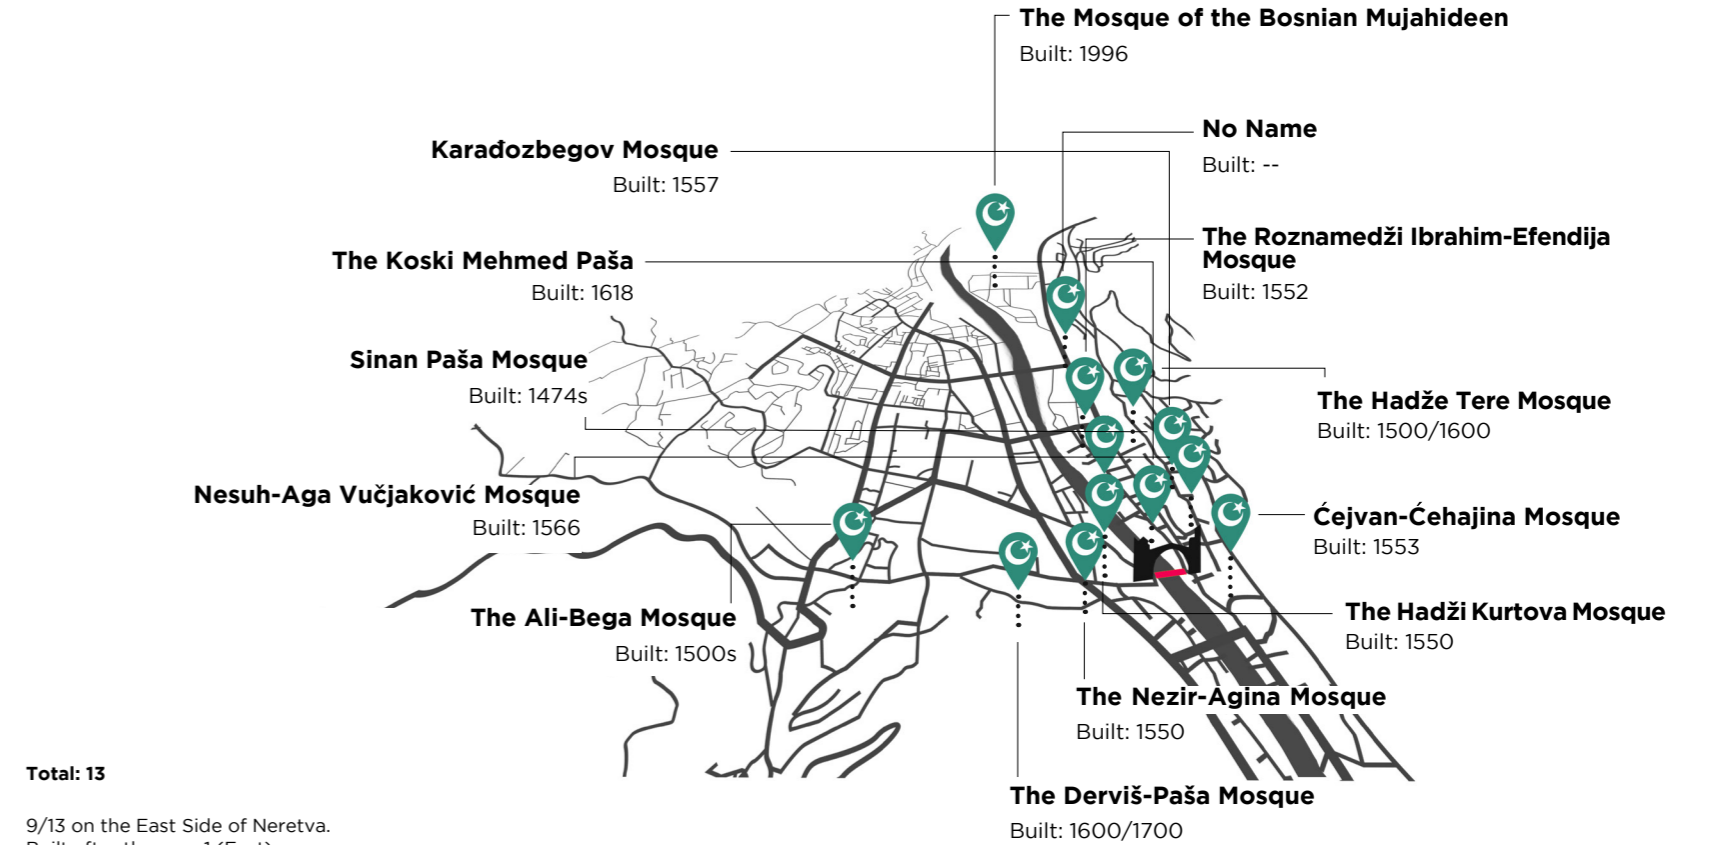 The Mosque of the Bosnian Mujahideen
Built: 1996
No Name
Built: --
Karađozbegov Mosque
Built: 1557
The Roznamedži Ibrahim-Efendija
Mosque
Built: 1552
The Koski Mehmed Paša
Built: 1618
Sinan Paša Mosque
Built: 1474s
The Hadže Tere Mosque
Built: 1500/1600
Nesuh-Aga Vučjaković Mosque
Built: 1566
Ćejvan-Ćehajina Mosque
Built: 1553
The Ali-Bega Mosque
Built: 1500s
The Hadži Kurtova Mosque
Built: 1550
The Nezir-Agina Mosque
Built: 1550
The Derviš-Paša Mosque
Built: 1600/1700
Total: 13
9/13 on the East Side of Neretva.